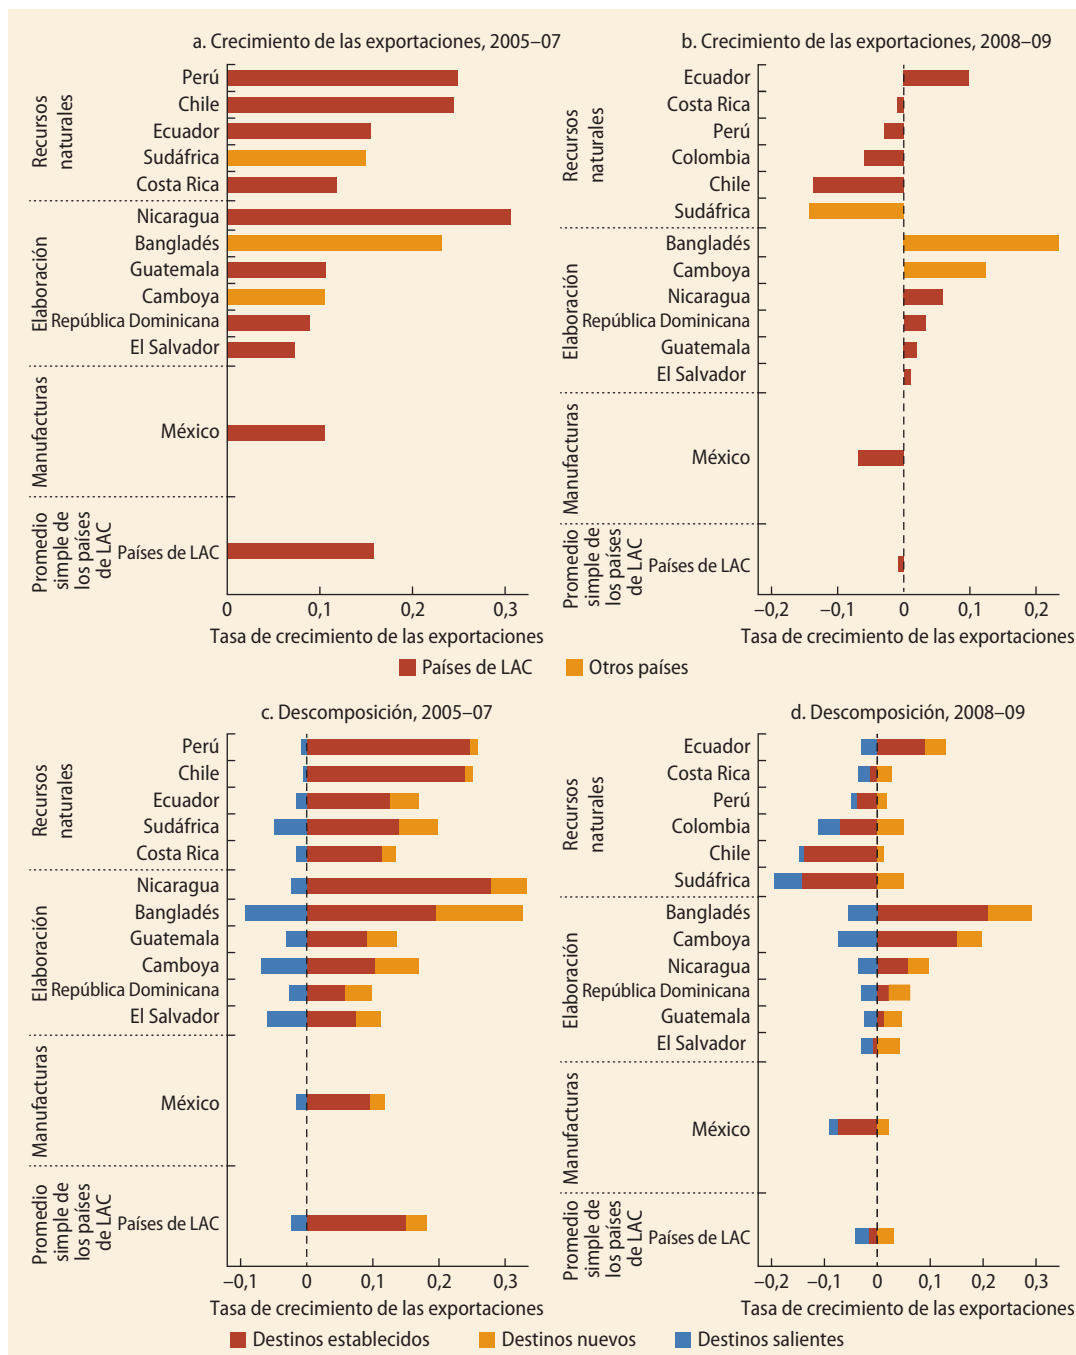 a. Crecimiento de las exportaciones, 2005–07
Recursos
naturales
Perú
Chile
Ecuador
Sudáfrica
Costa Rica
Elaboración
Nicaragua
Bangladés
Guatemala
Camboya
República Dominicana
El Salvador
Manufacturas
México
Promedio
simple de
los países
de LAC
Países de LAC
0
0,1
0,2
0,3
Tasa de crecimiento de las exportaciones
b. Crecimiento de las exportaciones, 2008–09
Recursos
naturales
Ecuador
Costa Rica
Perú
Colombia
Chile
Sudáfrica
Elaboración
Bangladés
Camboya
Nicaragua
República Dominicana
Guatemala
El Salvador
Manufacturas
México
Promedio
simple de
los países
de LAC
Países de LAC
–0,2
–0,1
0
0,1
0,2
Tasa de crecimiento de las exportaciones
Países de LAC
Otros países
c. Descomposición, 2005–07
Recursos
naturales
Perú
Chile
Ecuador
Sudáfrica
Costa Rica
Elaboración
Nicaragua
Bangladés
Guatemala
Camboya
República Dominicana
El Salvador
Manufacturas
México
Promedio
simple de
los países
de LAC
Países de LAC
–0,1
0
0,1
0,2
0,3
Tasa de crecimiento de las exportaciones
d. Descomposición, 2008–09
Recursos
naturales
Ecuador
Costa Rica
Perú
Colombia
Chile
Sudáfrica
Elaboración
Bangladés
Camboya
Nicaragua
República Dominicana
Guatemala
El Salvador
Manufacturas
México
Promedio
simple de
los países
de LAC
Países de LAC
–0,2
–0,1
0
0,1
0,2
0,3
Tasa de crecimiento de las exportaciones
Destinos establecidos
Destinos nuevos
Destinos salientes